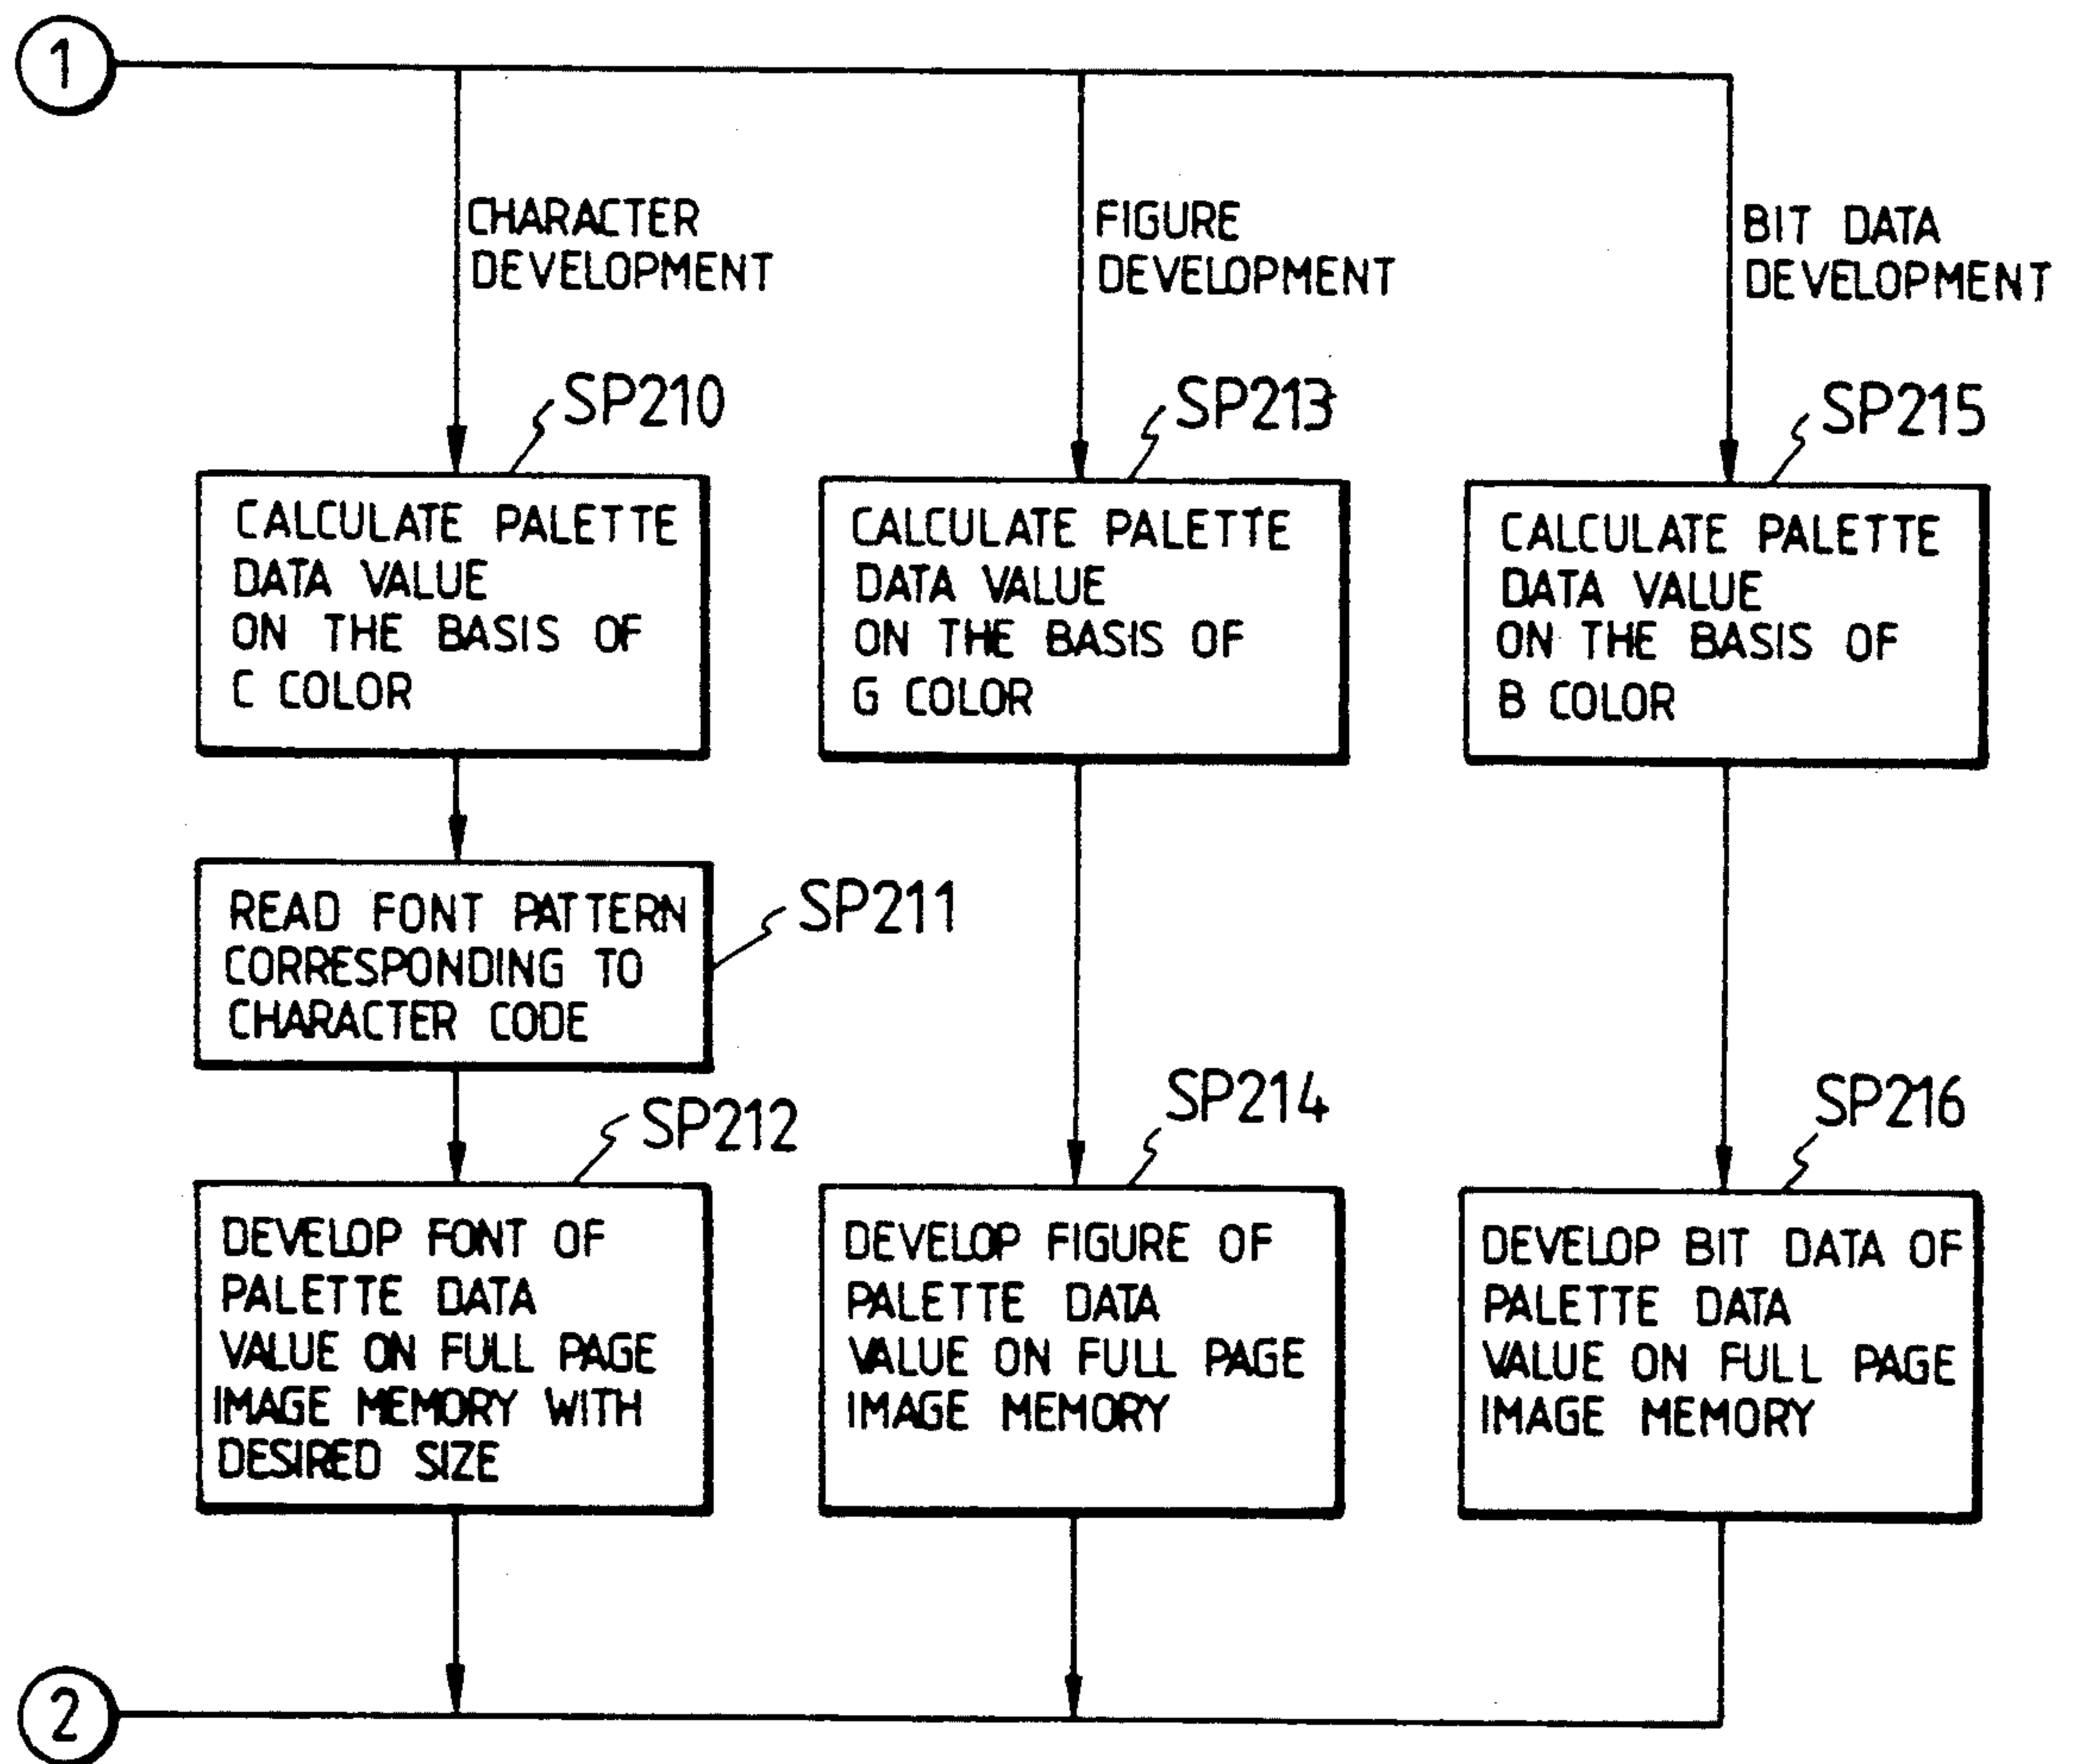 1
CHARACTER
DEVELOPMENT
FIGURE
DEVELOPMENT
BIT DATA
DEVELOPMENT
SP210
CALCULATE PALETTE
DATA VALUE
ON THE BASIS OF
C COLOR
SP213
CALCULATE PALETTE
DATA VALUE
ON THE BASIS OF
G COLOR
SP215
CALCULATE PALETTE
DATA VALUE
ON THE BASIS OF
B COLOR
SP211
READ FONT PATTERN
CORRESPONDING TO
CHARACTER CODE
SP212
DEVELOP FONT OF
PALETTE DATA
VALUE ON FULL PAGE
IMAGE MEMORY WITH
DESIRED SIZE
SP214
DEVELOP FIGURE OF
PALETTE DATA
VALUE ON FULL PAGE
IMAGE MEMORY
SP216
DEVELOP BIT DATA OF
PALETTE DATA
VALUE ON FULL PAGE
IMAGE MEMORY
2